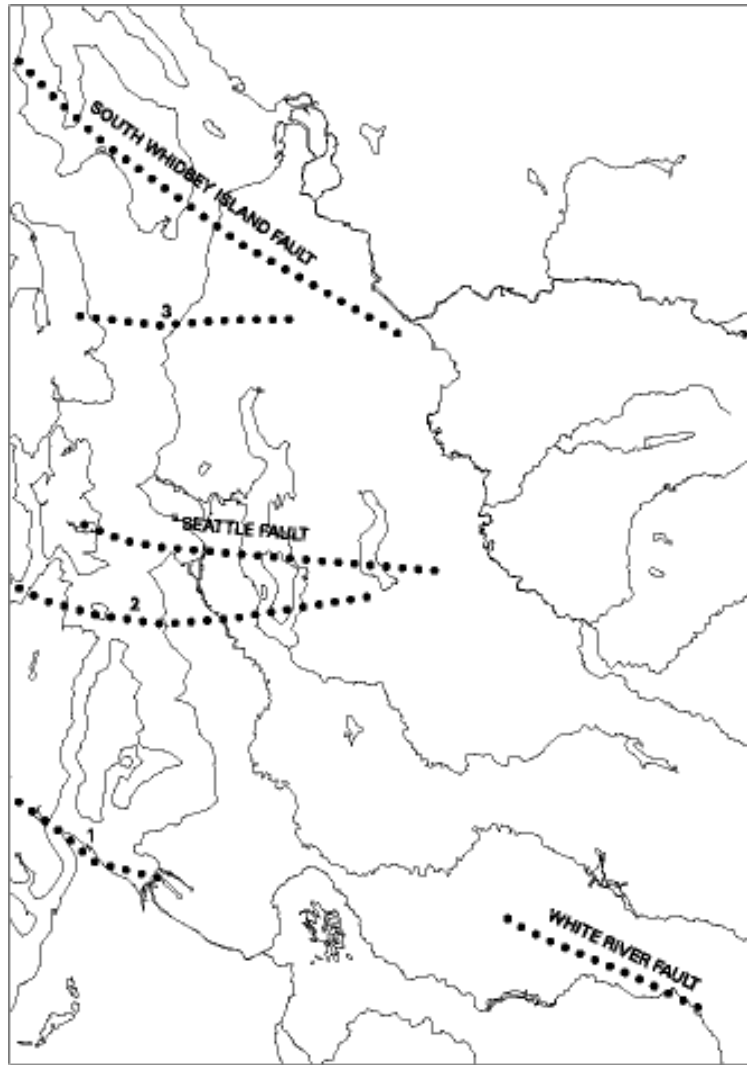 SOUTH WHIDBEY ISLAND FAULT
3
SEATTLE FAULT
2
1
WHITE RIVER FAULT